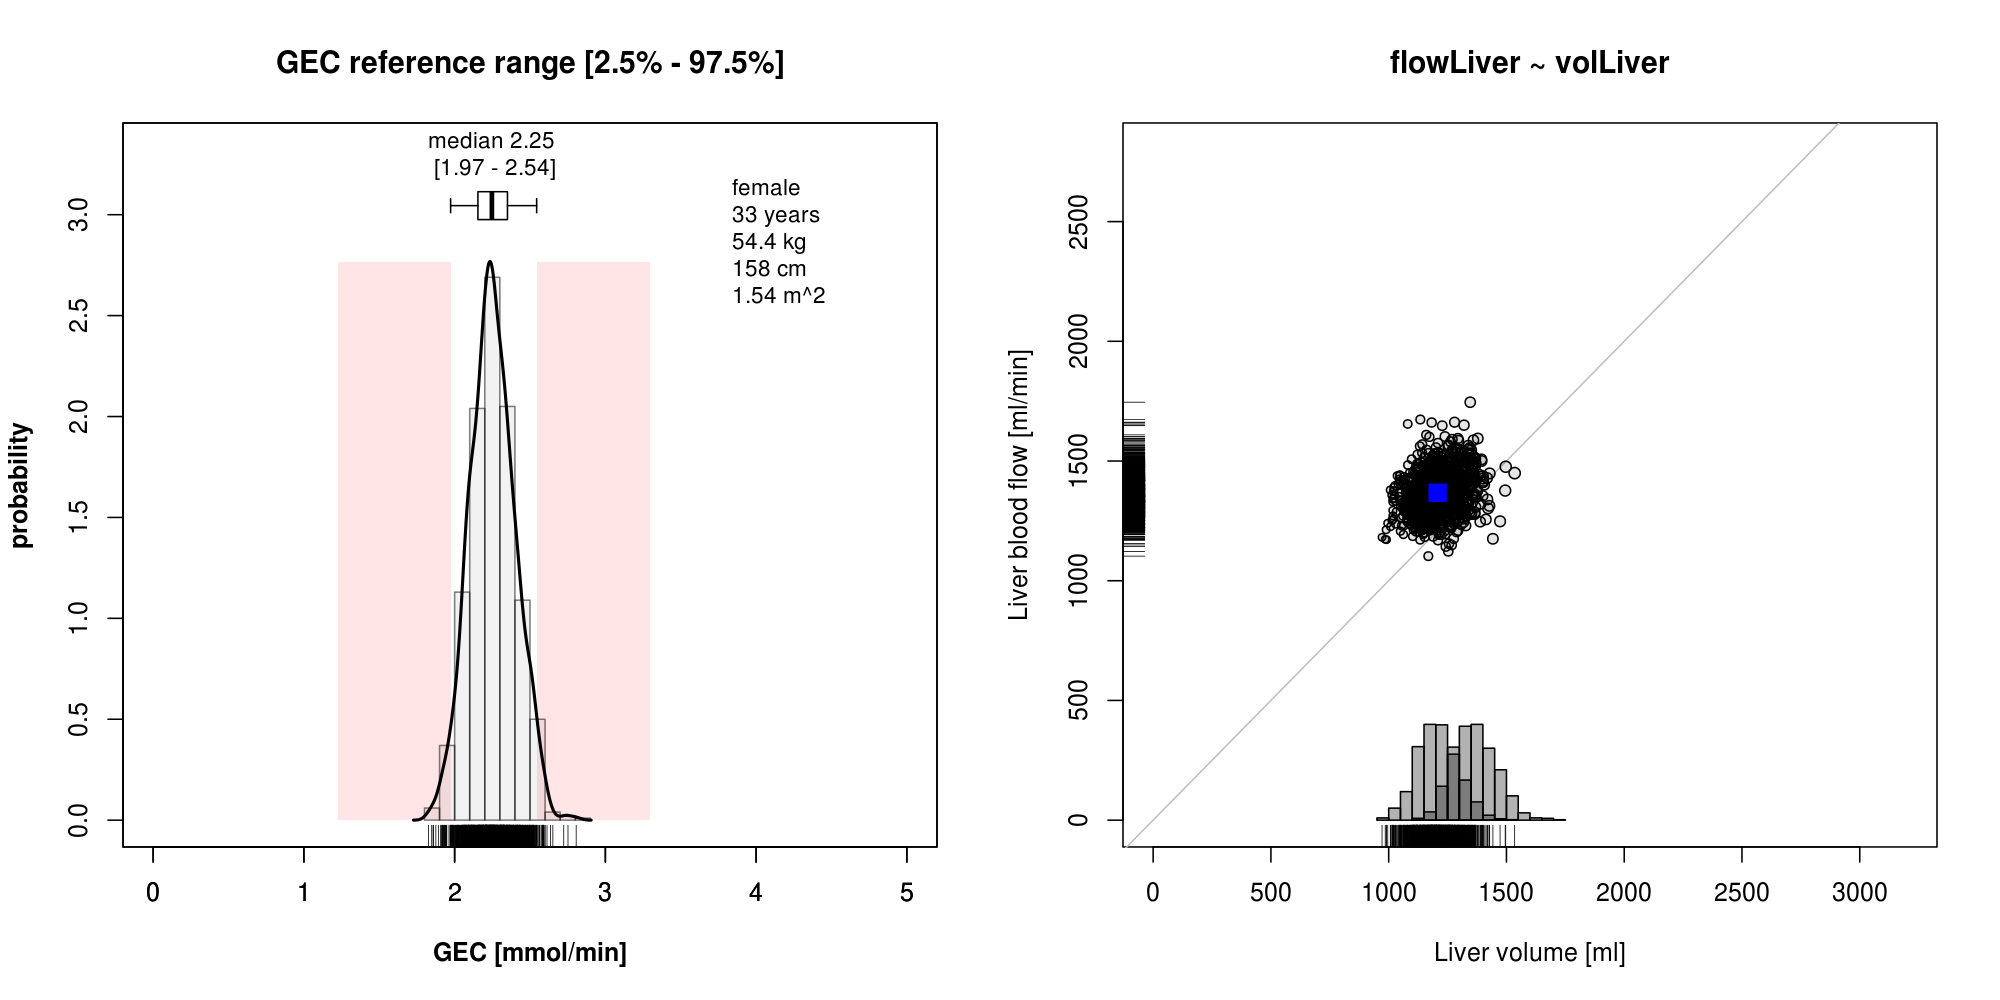 GEC reference range [2.5% - 97.5%]
median 2.25
[1.97 - 2.54]
female
33 years
54.4 kg
158 cm
1.54 m^2
probability
0.0
0.5
1.0
1.5
2.0
2.5
3.0
0 1 2 3 4 5
GEC [mmol/min]
flowLiver ~ volLiver
Liver blood flow [ml/min]
0
500
1000
1500
2000
2500
0 500 1000 1500 2000 2500 3000
Liver volume [ml]